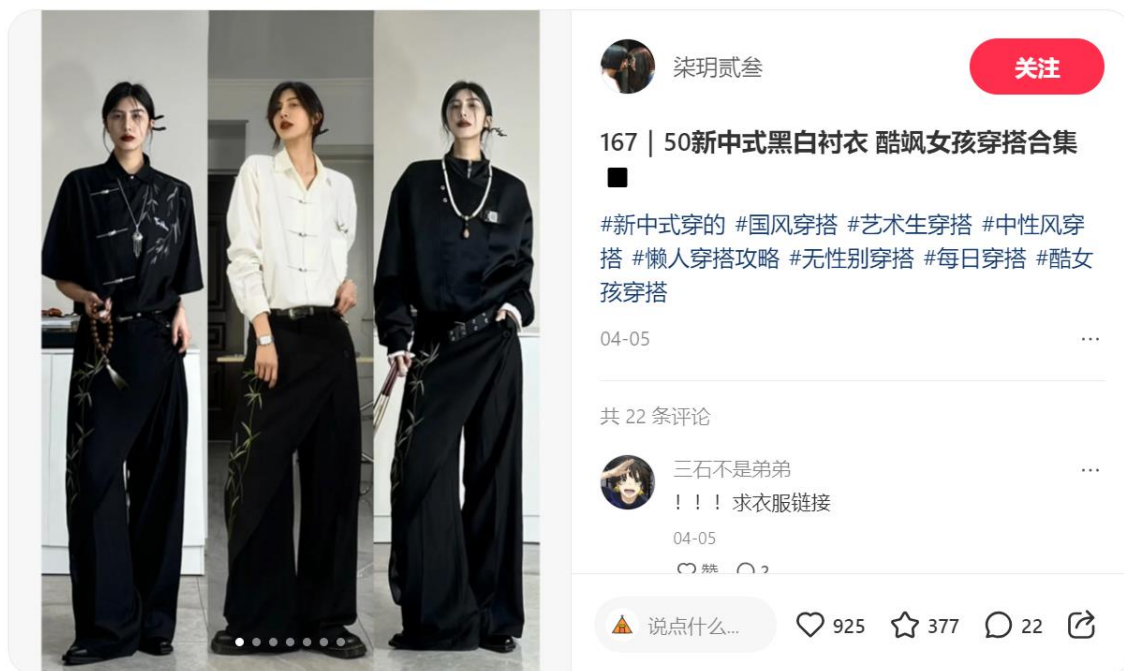 柒玥贰叁
关注
167｜50新中式黑白衬衣 酷飒女孩穿搭合集
#新中式穿的 #国风穿搭 #艺术生穿搭 #中性风穿
搭 #懒人穿搭攻略 #无性别穿搭 #每日穿搭 #酷女
孩穿搭
04-05
共 22 条评论
三石不是弟弟
！！！求衣服链接
04-05
赞 2
说点什么...
925
377
22